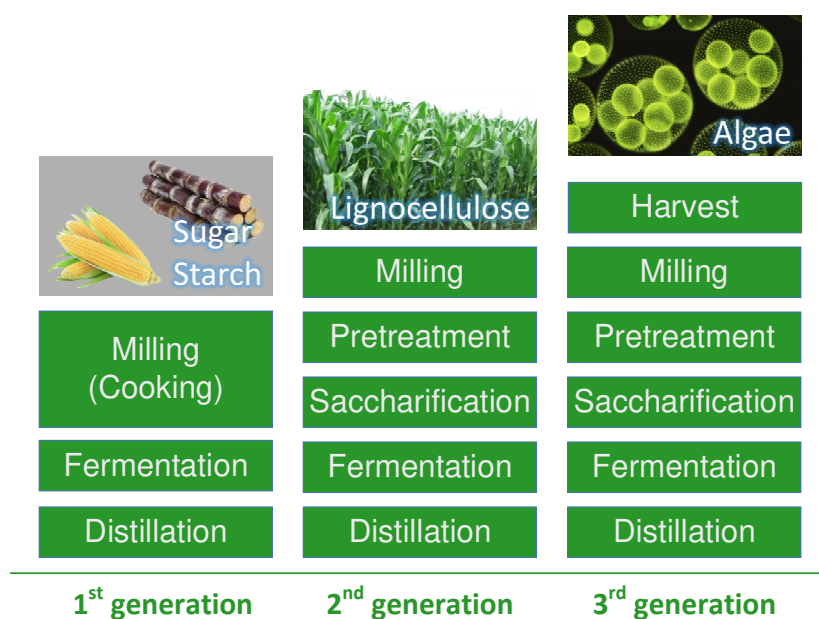 Sugar
Starch
Milling
(Cooking)
Fermentation
Distillation
1st generation
Lignocellulose
Milling
Pretreatment
Saccharification
Fermentation
Distillation
2nd generation
Algae
Harvest
Milling
Pretreatment
Saccharification
Fermentation
Distillation
3rd generation